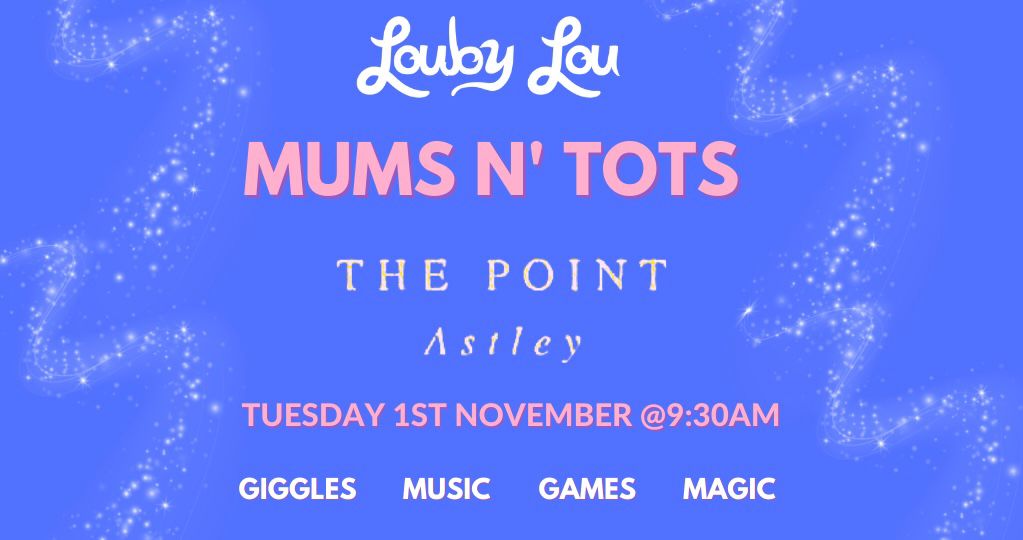 Louby Lou
MUMS N' TOTS
THE POINT
Astley
TUESDAY 1ST NOVEMBER @9:30AM
GIGGLES MUSIC GAMES MAGIC